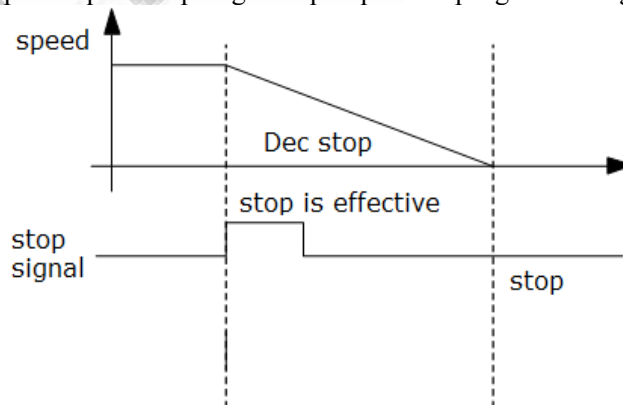 speed
Dec stop
stop is effective
stop
signal
stop